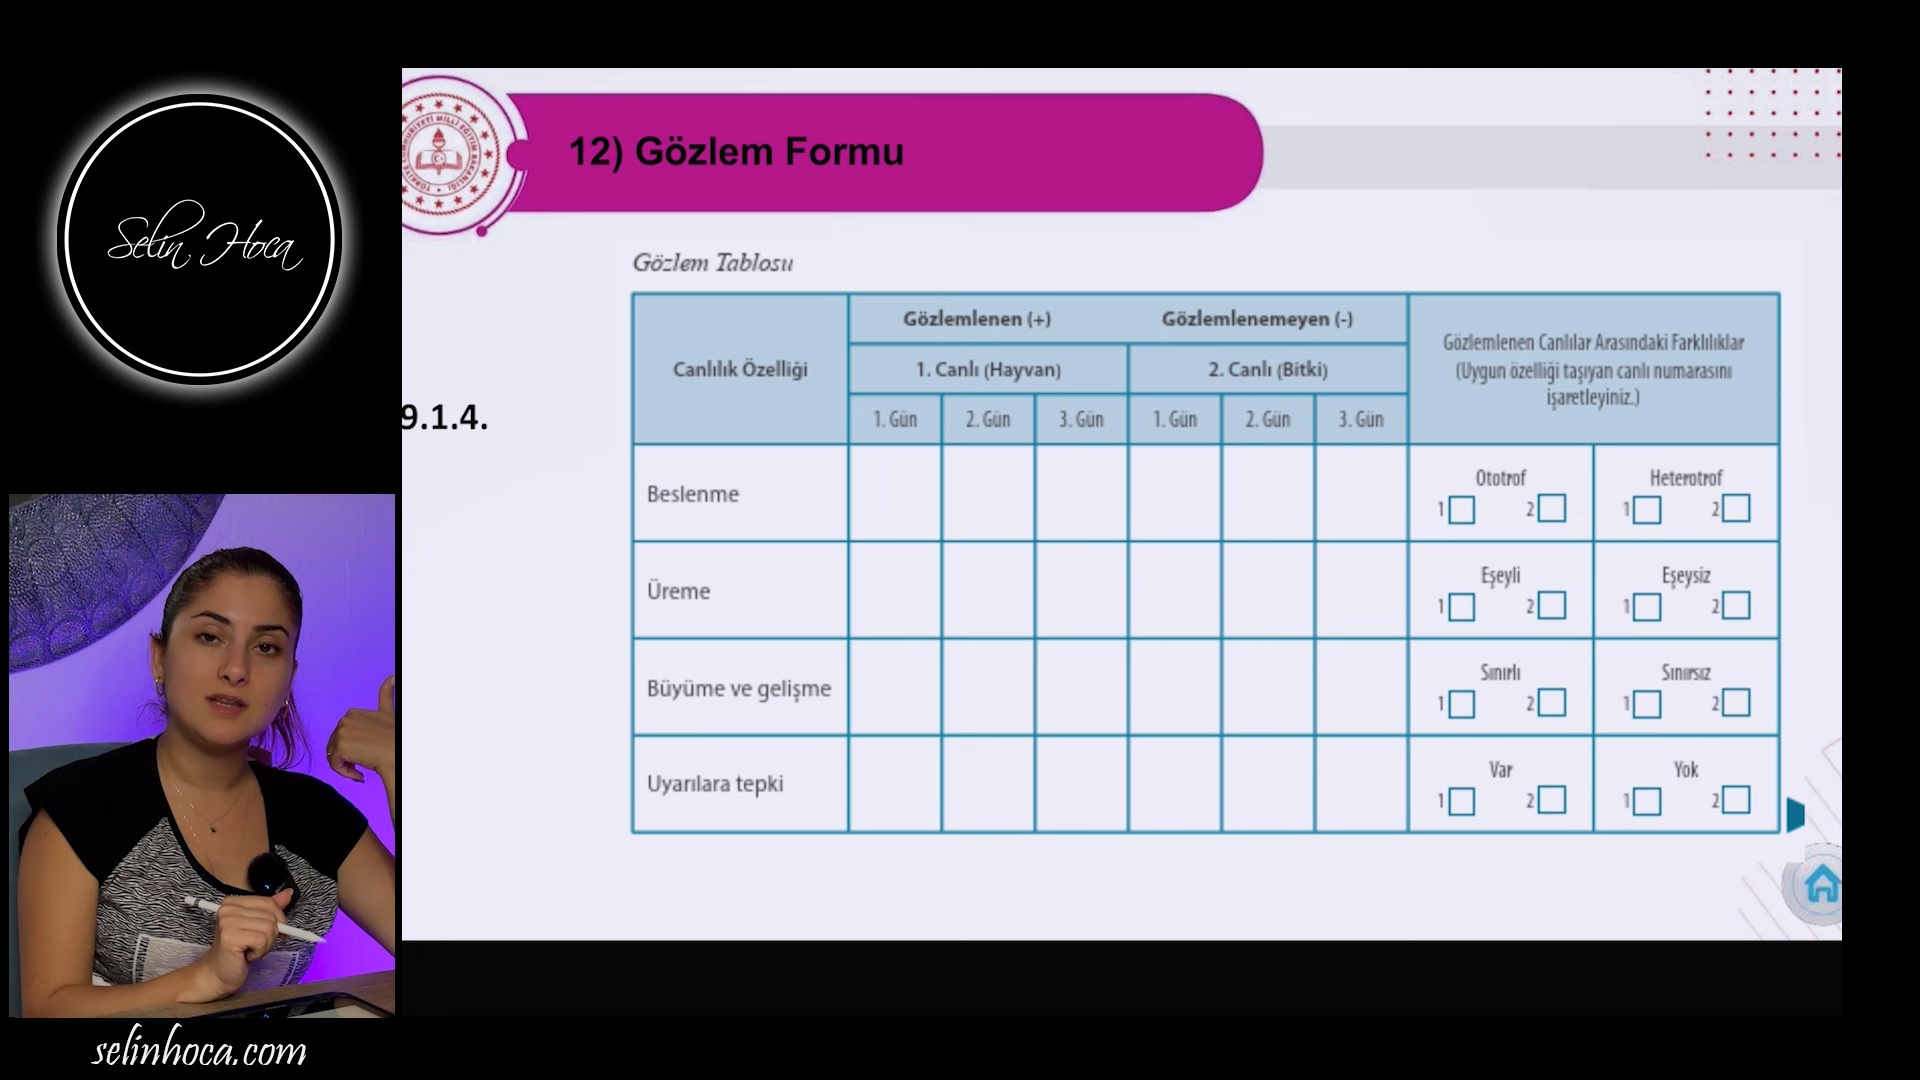 Selin Hoca
12) Gözlem Formu
Gözlem Tablosu
9.1.4.
Canlılık Özelliği
Gözlemlenen (+)
Gözlemlenemeyen (-)
Gözlemlenen Canlılar Arasındaki Farklılıklar
(Uygun özelliği taşıyan canlı numarasını
işaretleyiniz.)
1. Canlı (Hayvan)
2. Canlı (Bitki)
1. Gün
2. Gün
3. Gün
1. Gün
2. Gün
3. Gün
Beslenme
Ototrof
1 2
Heterotrof
1 2
Üreme
Eşeyli
1 2
Eşeysiz
1 2
Büyüme ve gelişme
Sınırlı
1 2
Sınırsız
1 2
Uyarılara tepki
Var
1 2
Yok
1 2
selinhoca.com